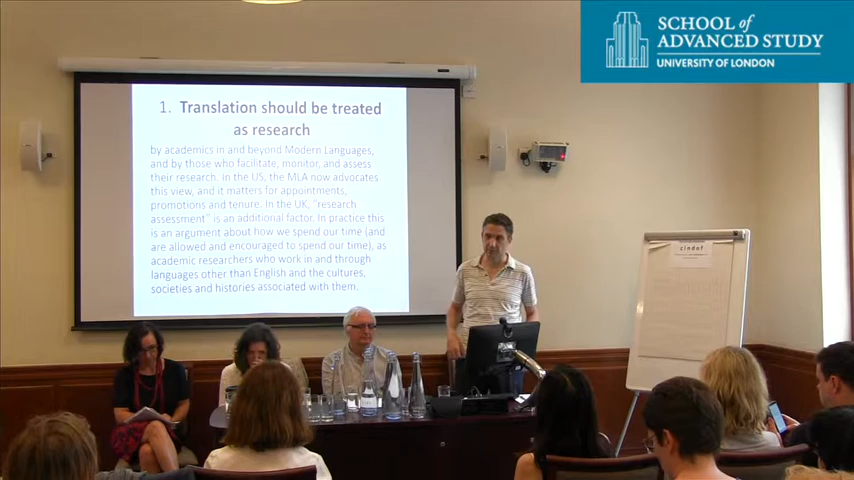 SCHOOL of
ADVANCED STUDY
UNIVERSITY OF LONDON
1. Translation should be treated
as research
by academics in and beyond Modern Languages,
and by those who facilitate, monitor, and assess
their research. In the US, the MLA now advocates
this view, and it matters for appointments,
promotions and tenure. In the UK, "research
assessment" is an additional factor. In practice this
is an argument about how we spend our time (and
are allowed and encouraged to spend our time), as
academic researchers who work in and through
languages other than English and the cultures,
societies and histories associated with them.